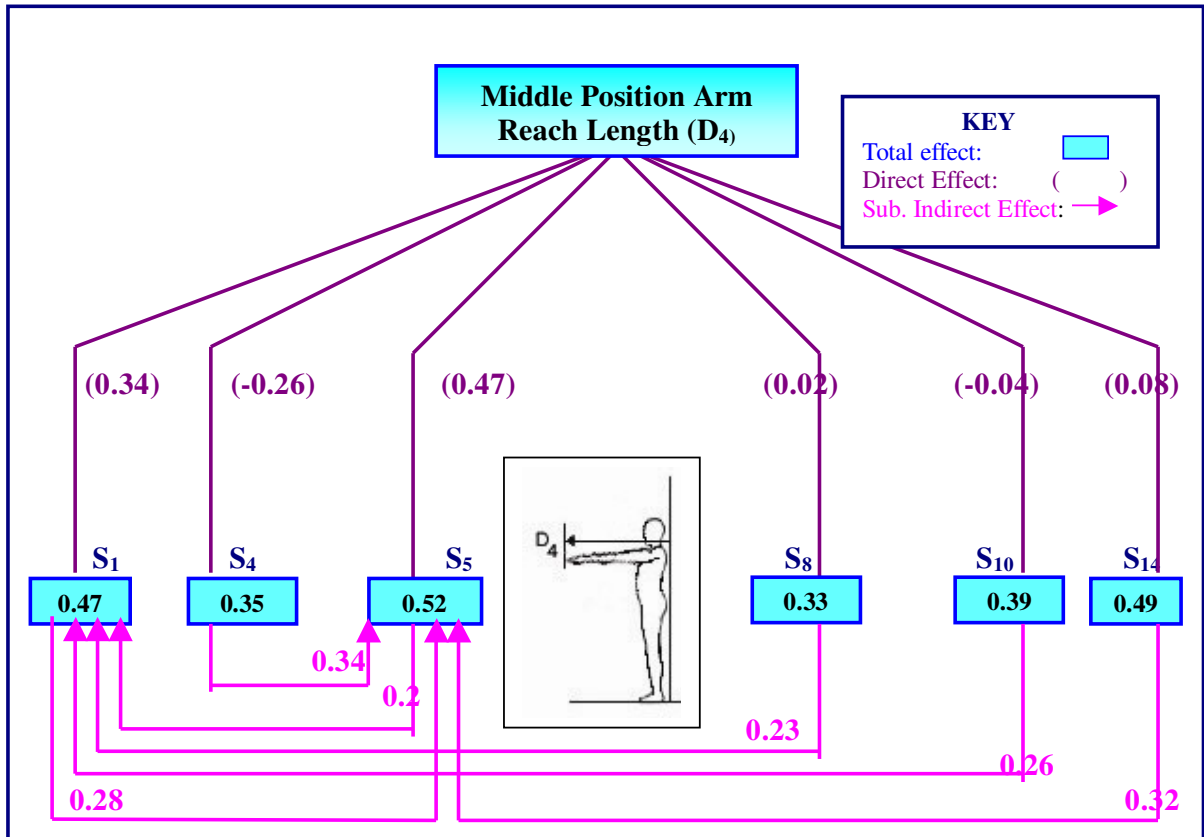 Middle Position Arm
Reach Length (D₄)
KEY
Total effect:
Direct Effect: ( )
Sub. Indirect Effect:
(0.34) (-0.26) (0.47) (0.02) (-0.04) (0.08)
S₁ S₄ S₅ S₈ S₁₀ S₁₄
0.47 0.35 0.52 0.33 0.39 0.49
D₄
0.34
0.2
0.23
0.26
0.28
0.32